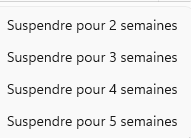 Suspendre pour 2 semaines
Suspendre pour 3 semaines
Suspendre pour 4 semaines
Suspendre pour 5 semaines